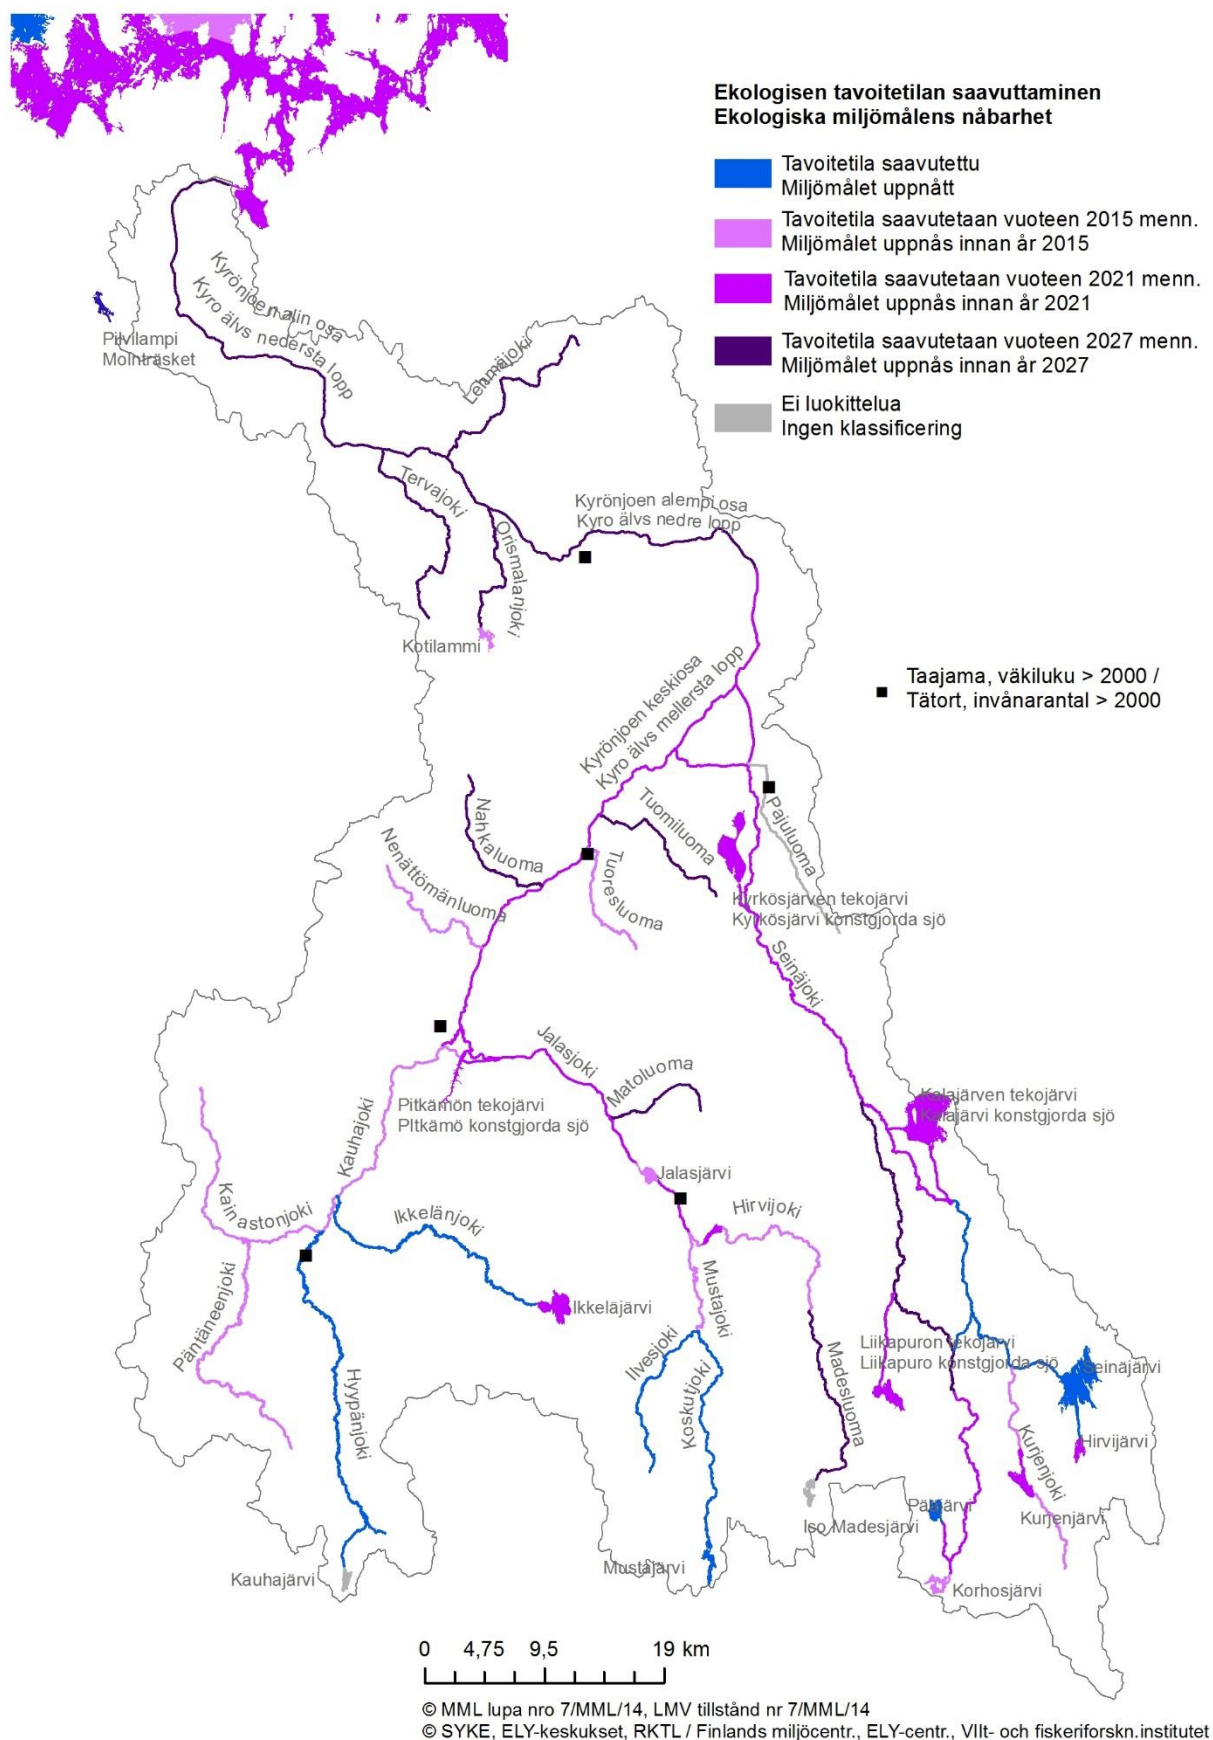 Ekologisen tavoitetilan saavuttaminen
Ekologiska miljömålens nåbarhet
Tavoitetila saavutettu
Miljömålet uppnått
Tavoitetila saavutetaan vuoteen 2015 menn.
Miljömålet uppnås innan år 2015
Tavoitetila saavutetaan vuoteen 2021 menn.
Miljömålet uppnås innan år 2021
Tavoitetila saavutetaan vuoteen 2027 menn.
Miljömålet uppnås innan år 2027
Ei luokittelua
Ingen klassificering
Kyrönjoen alin osa
Kyro älvs nedersta lopp
Pilvilampi
Molnträsket
Lehmäjoki
Tervajoki
Orismalanjoki
Kyrönjoen alempi osa
Kyro älvs nedre lopp
Kotilammi
Taajama, väkiluku > 2000 /
Tätort, invånarantal > 2000
Kyrönjoen keskiosa
Kyro älvs mellersta lopp
Nahkaluoma
Nenättömänluoma
Tuomiluoma
Tuoresluoma
Pajuluoma
Kyrkösjärven tekojärvi
Kyrkösjärvi konstgjorda sjö
Seinäjoki
Jalasjoki
Matoluoma
Pitkämön tekojärvi
PItkämö konstgjorda sjö
Kalajärven tekojärvi
Kalajärvi konstgjorda sjö
Kauhajoki
Jalasjärvi
Kainastonjoki
Ikkelänjoki
Hirvijoki
Päntäneenjoki
Ikkeläjärvi
Mustajoki
Ilvesjoki
Koskutjoki
Madesluoma
Liikapuron tekojärvi
Liikapuro konstgjorda sjö
Seinäjärvi
Hyypänjoki
Kurjenjoki
Hirvijärvi
Päijärvi
Iso Madesjärvi
Kurjenjärvi
Kauhajärvi
Mustajärvi
Korhosjärvi
0 4,75 9,5 19 km
© MML lupa nro 7/MML/14, LMV tillstånd nr 7/MML/14
© SYKE, ELY-keskukset, RKTL / Finlands miljöcentr., ELY-centr., VIlt- och fiskeriforskn.institutet